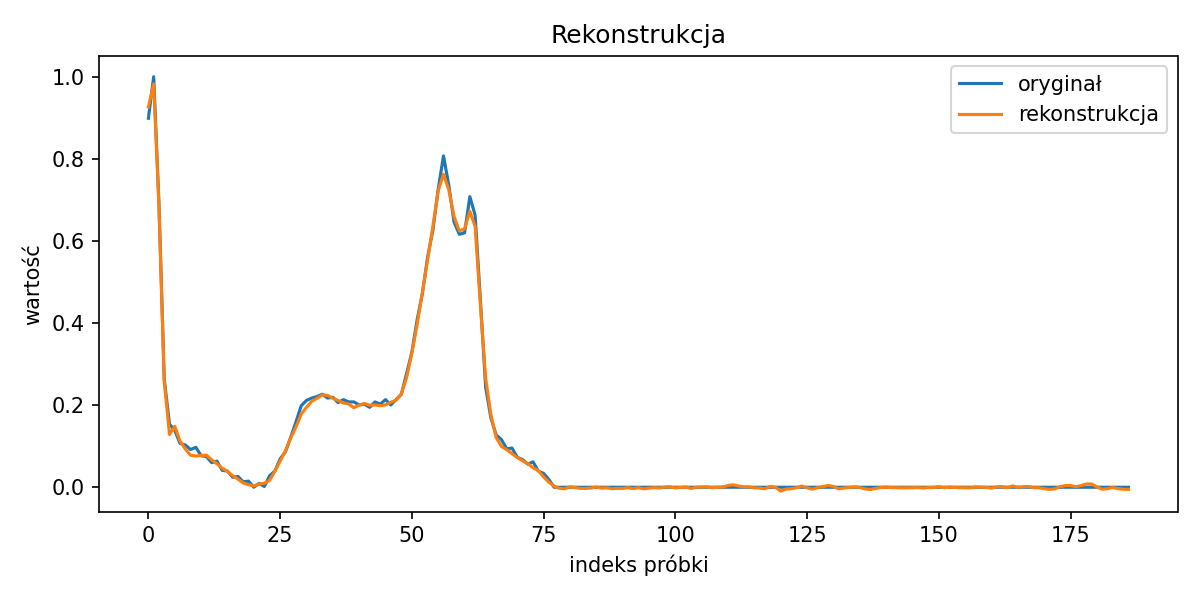 Rekonstrukcja
oryginał
rekonstrukcja
wartość
1.0
0.8
0.6
0.4
0.2
0.0
0 25 50 75 100 125 150 175
indeks próbki